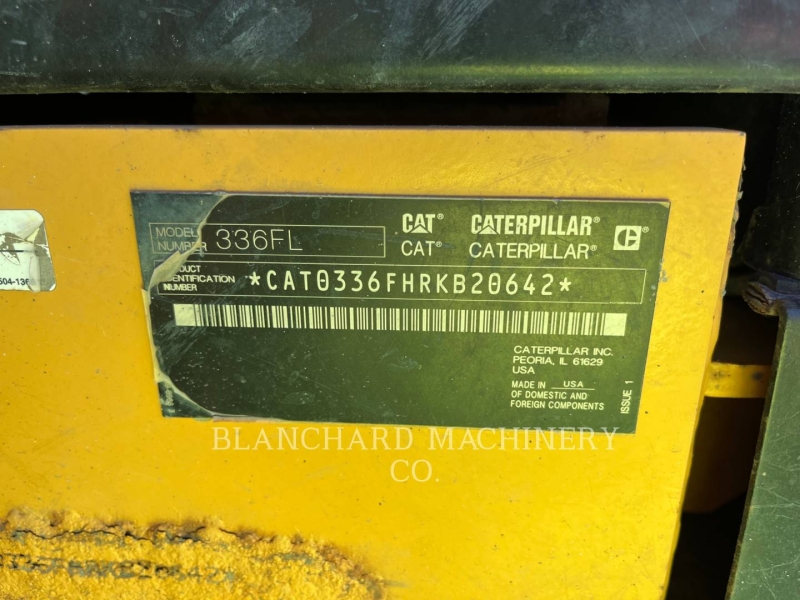 MODEL NUMBER 336FL
CAT® CATERPILLAR® C
CAT® CATERPILLAR®
PRODUCT IDENTIFICATION NUMBER *CAT0336FHRKB20642*
CATERPILLAR INC.
PEORIA, IL 61629
USA
MADE IN USA
OF DOMESTIC AND
FOREIGN COMPONENTS
ISSUE 1
BLANCHARD MACHINERY
CO.